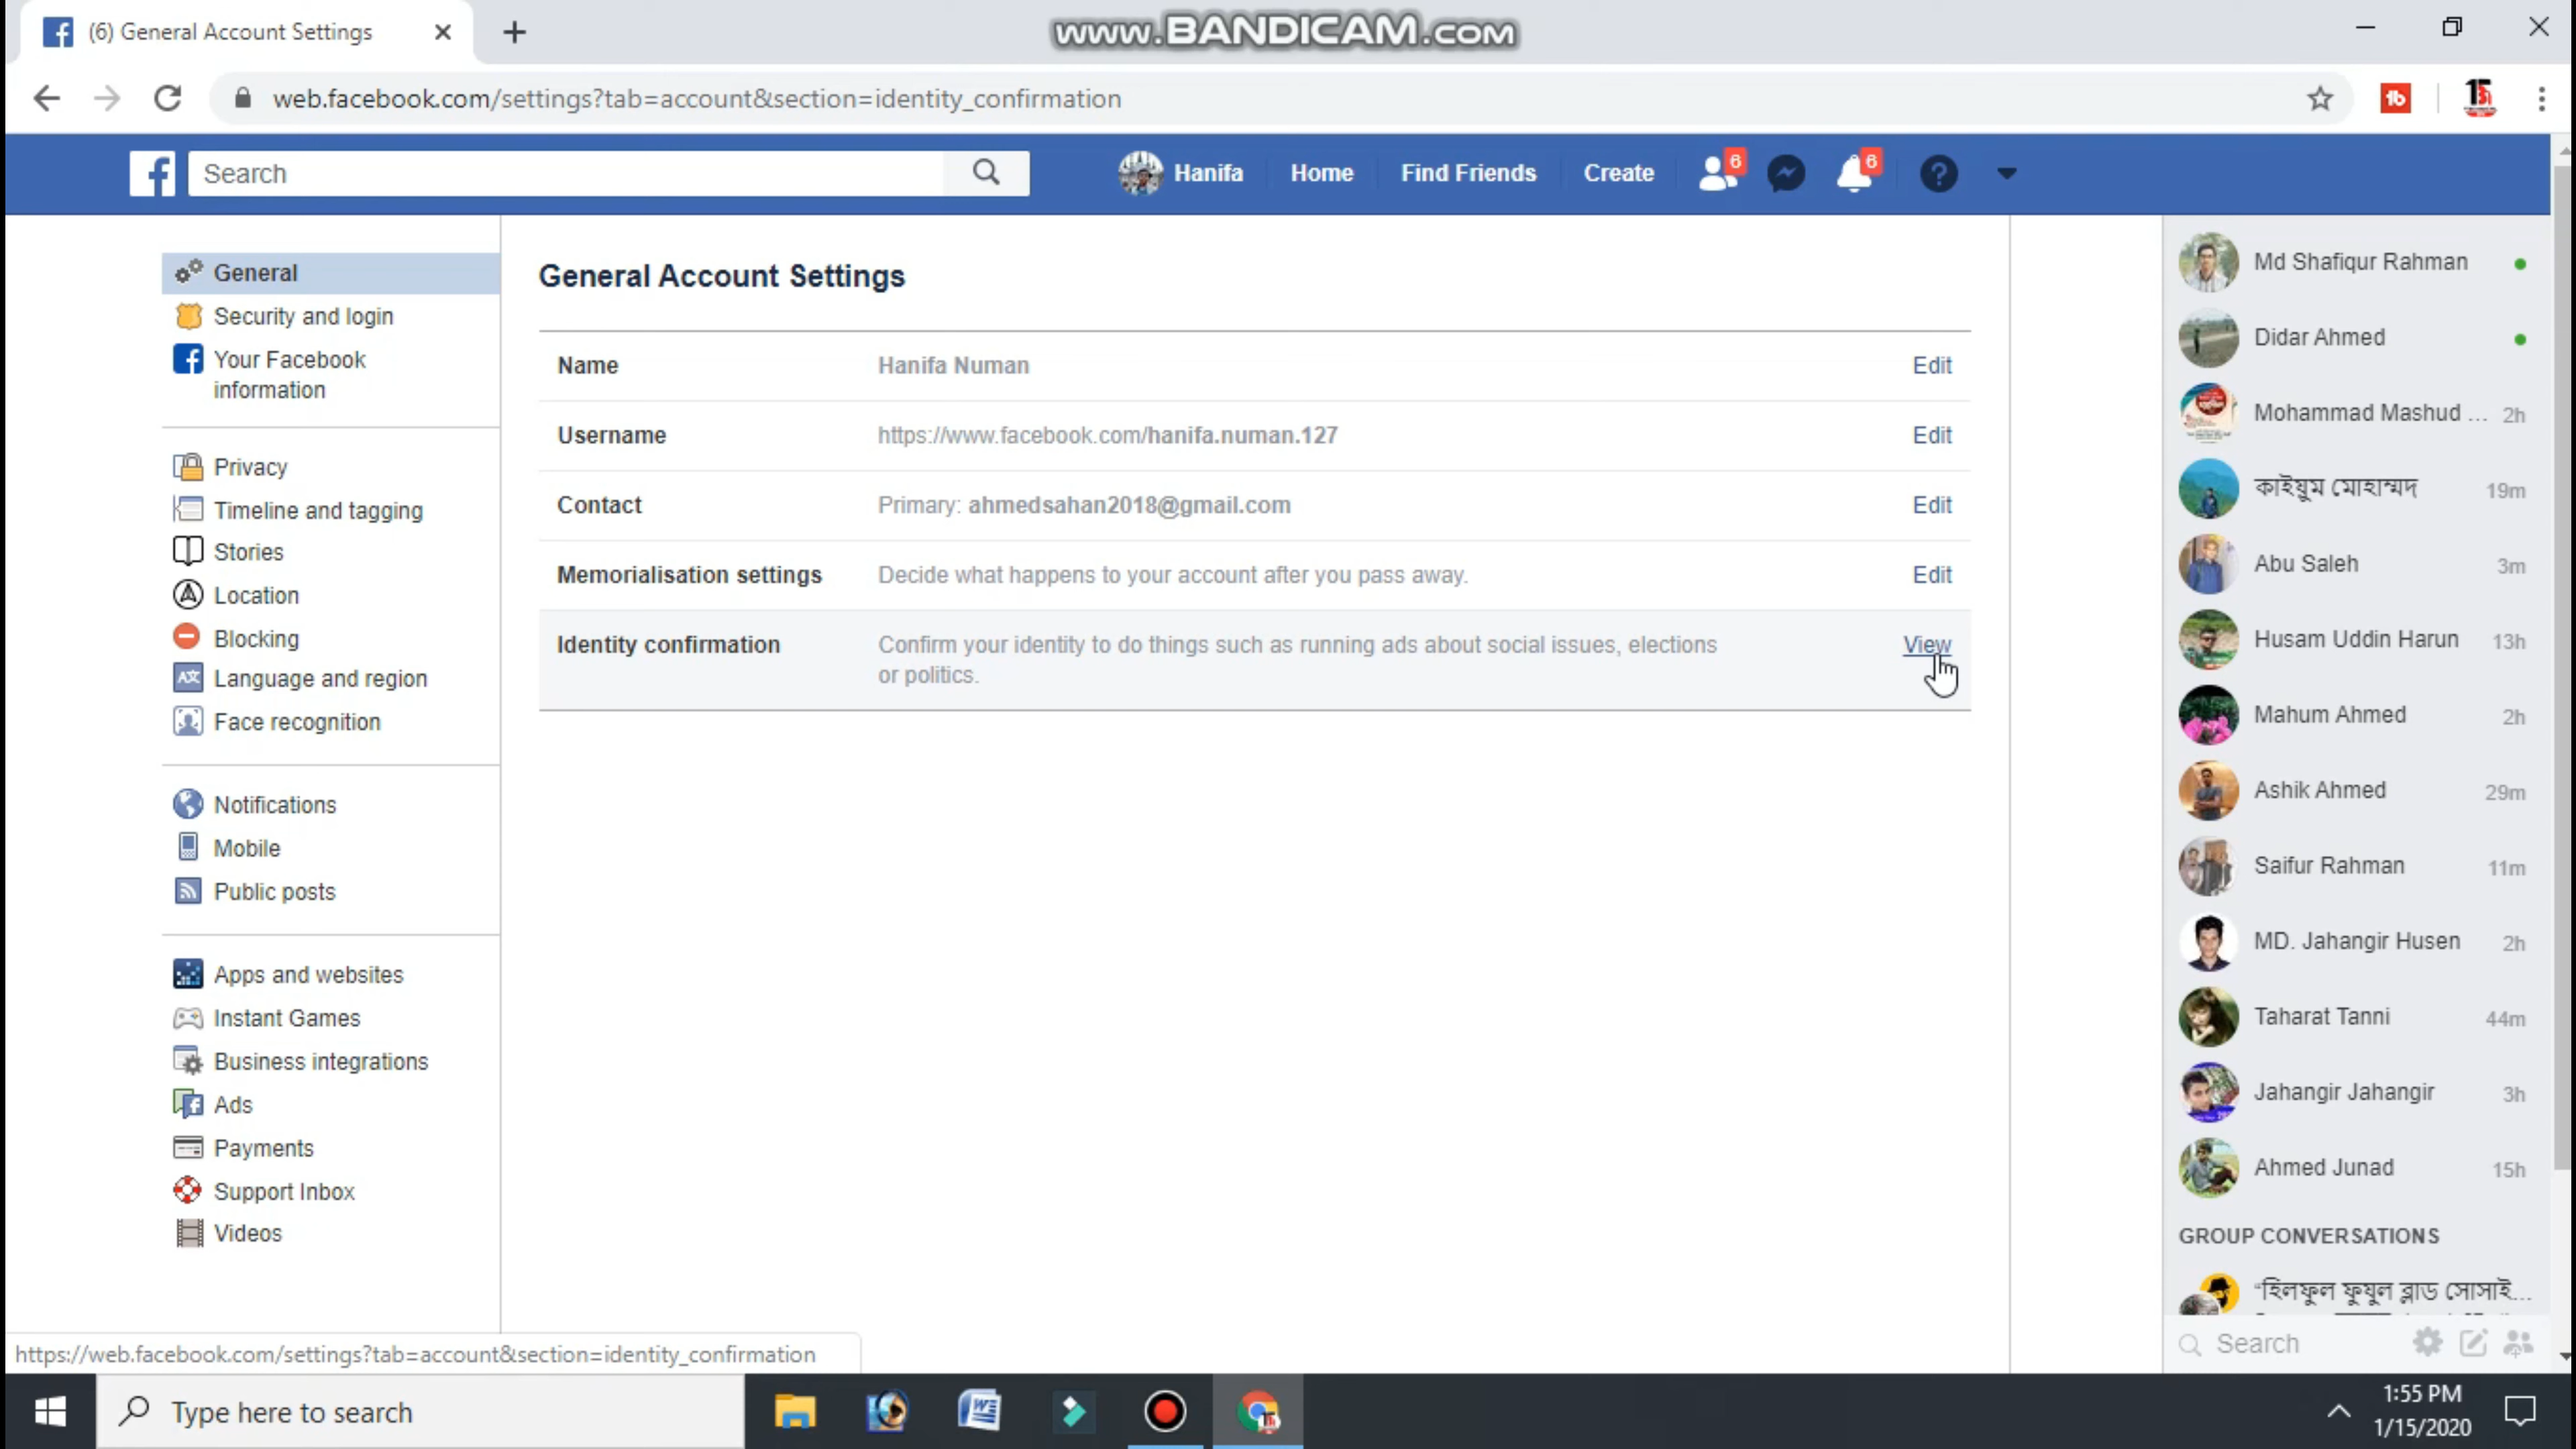 (6) General Account Settings
www.BANDICAM.com
web.facebook.com/settings?tab=account&section=identity_confirmation
Search
Hanifa
Home
Find Friends
Create
6
6
General
Security and login
Your Facebook
information
Privacy
Timeline and tagging
Stories
Location
Blocking
Language and region
Face recognition
Notifications
Mobile
Public posts
Apps and websites
Instant Games
Business integrations
Ads
Payments
Support Inbox
Videos
General Account Settings
Name Hanifa Numan Edit
Username https://www.facebook.com/hanifa.numan.127 Edit
Contact Primary: ahmedsahan2018@gmail.com Edit
Memorialisation settings Decide what happens to your account after you pass away. Edit
Identity confirmation Confirm your identity to do things such as running ads about social issues, elections View
or politics.
Md Shafiqur Rahman
Didar Ahmed
Mohammad Mashud ... 2h
কাইয়ুম মোহাম্মদ 19m
Abu Saleh 3m
Husam Uddin Harun 13h
Mahum Ahmed 2h
Ashik Ahmed 29m
Saifur Rahman 11m
MD. Jahangir Husen 2h
Taharat Tanni 44m
Jahangir Jahangir 3h
Ahmed Junad 15h
GROUP CONVERSATIONS
"হিলফুল ফুযুল ব্লাড সোসাই...
Search
https://web.facebook.com/settings?tab=account&section=identity_confirmation
Type here to search
1:55 PM
1/15/2020